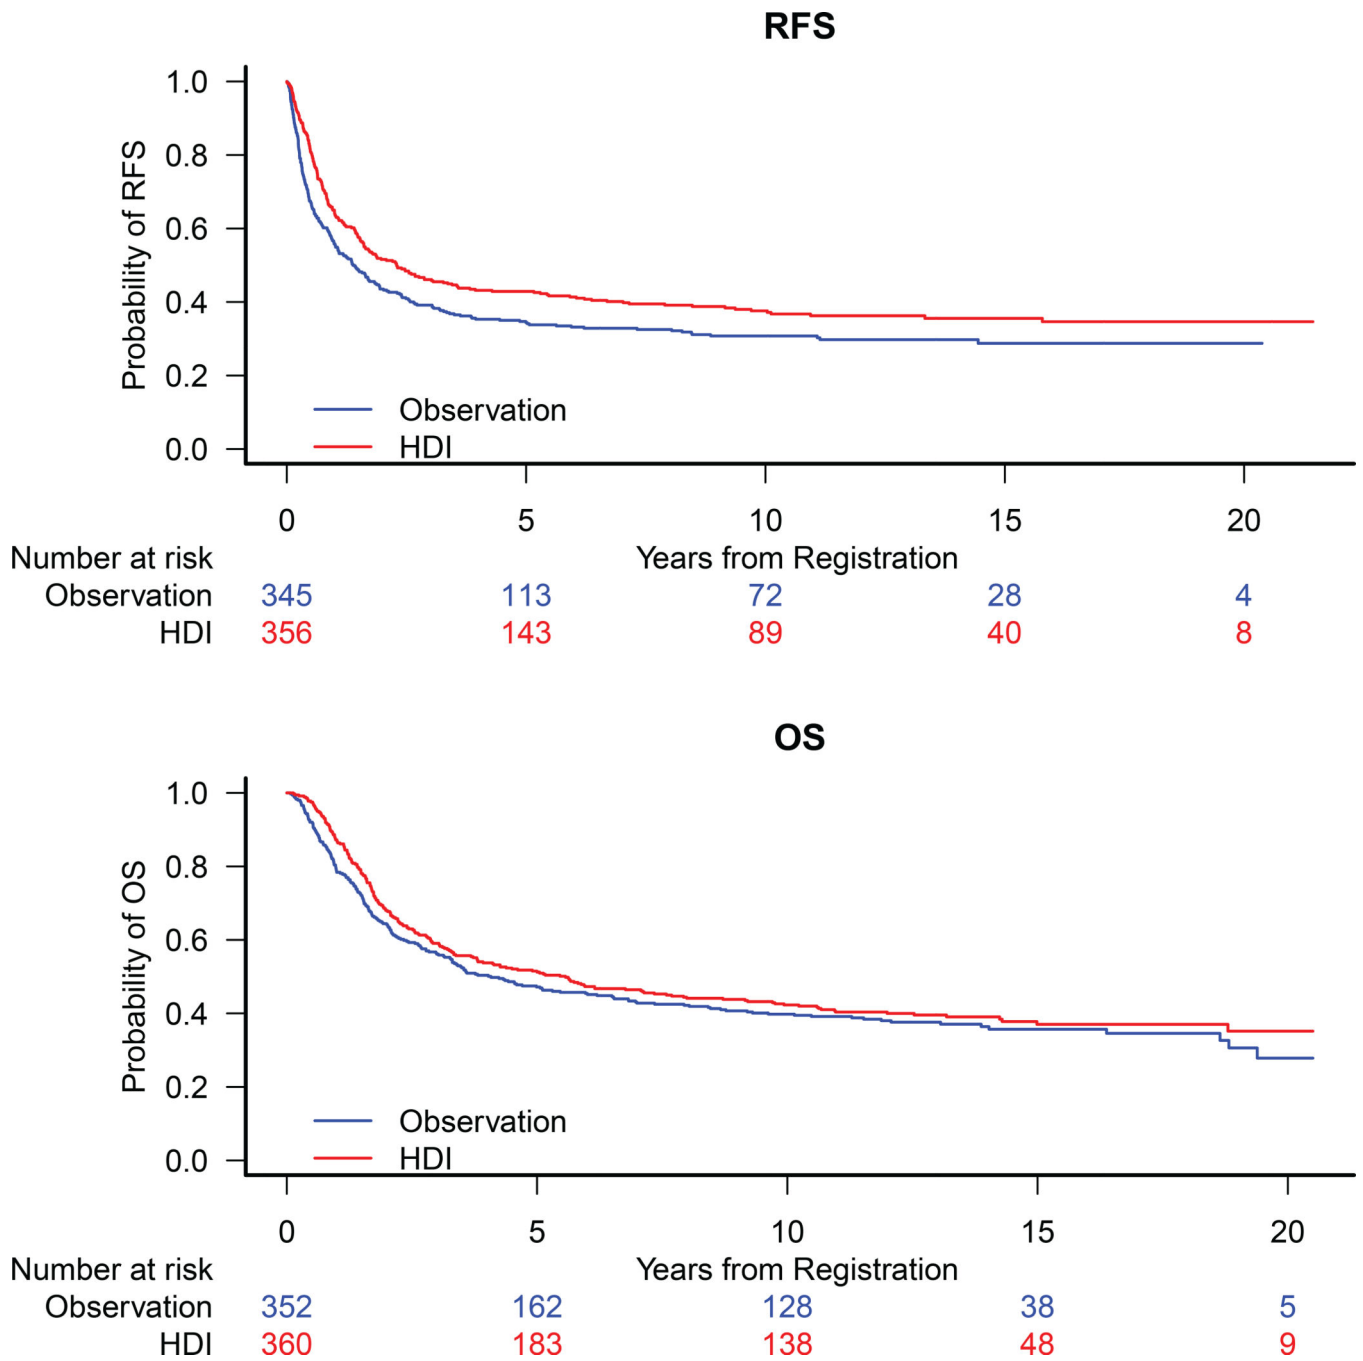 RFS
Probability of RFS
1.0
0.8
0.6
0.4
0.2
0.0
Observation
HDI
0 5 10 15 20
Number at risk Years from Registration
Observation 345 113 72 28 4
HDI 356 143 89 40 8
OS
Probability of OS
1.0
0.8
0.6
0.4
0.2
0.0
Observation
HDI
0 5 10 15 20
Number at risk Years from Registration
Observation 352 162 128 38 5
HDI 360 183 138 48 9